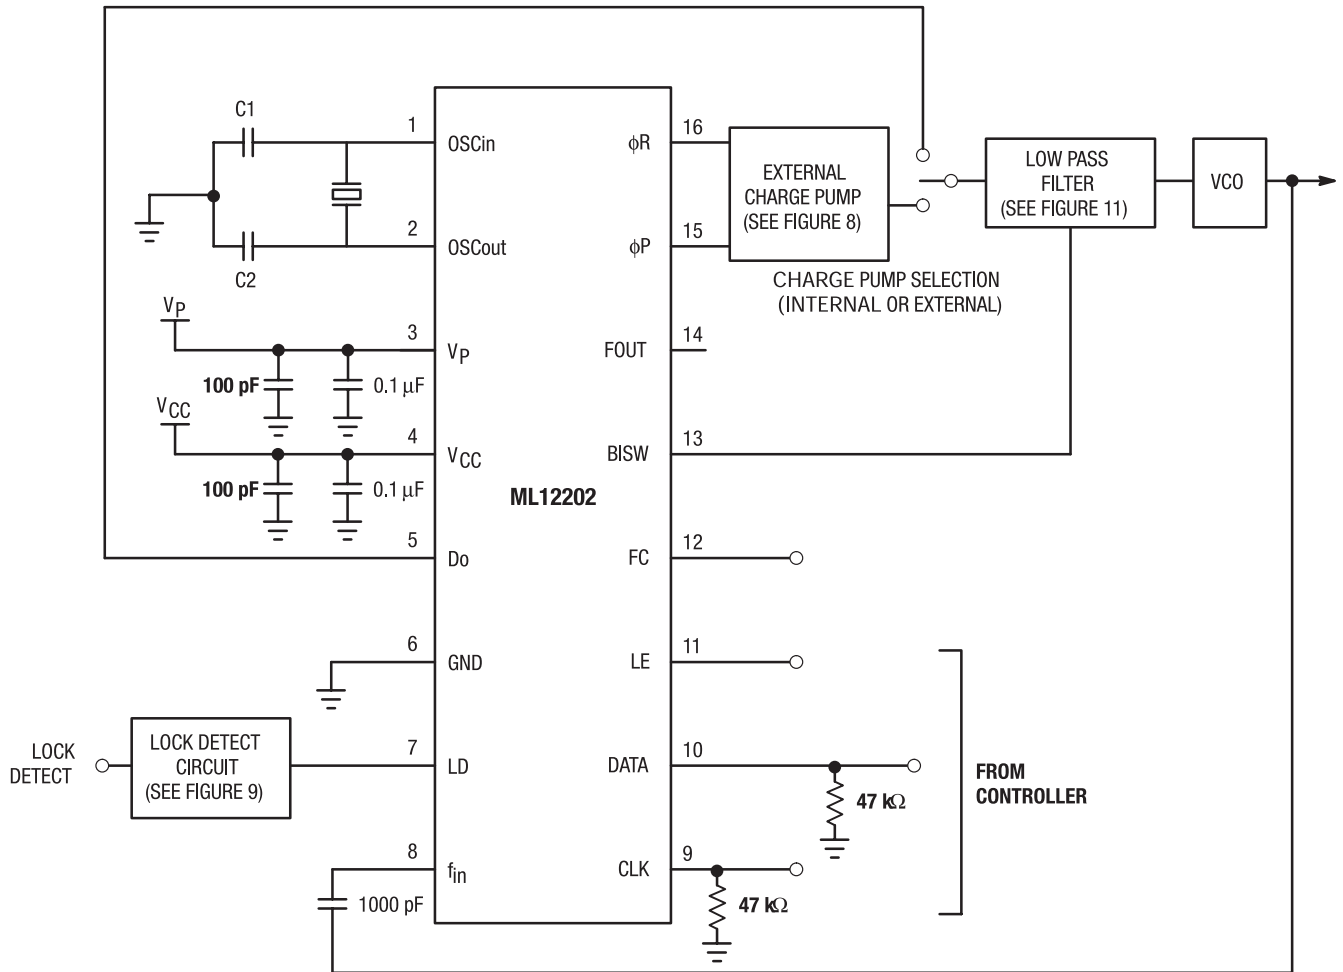 C1
1
OSCin
C2
2
OSCout
VP
3
VP
100 pF
0.1 µF
VCC
4
VCC
100 pF
0.1 µF
5
Do
6
GND
LOCK
DETECT
LOCK DETECT
CIRCUIT
(SEE FIGURE 9)
7
LD
8
fin
1000 pF
ML12202
16
ϕR
15
ϕP
EXTERNAL
CHARGE PUMP
(SEE FIGURE 8)
CHARGE PUMP SELECTION
(INTERNAL OR EXTERNAL)
LOW PASS
FILTER
(SEE FIGURE 11)
VCO
14
FOUT
13
BISW
12
FC
11
LE
10
DATA
47 kΩ
9
CLK
47 kΩ
FROM
CONTROLLER